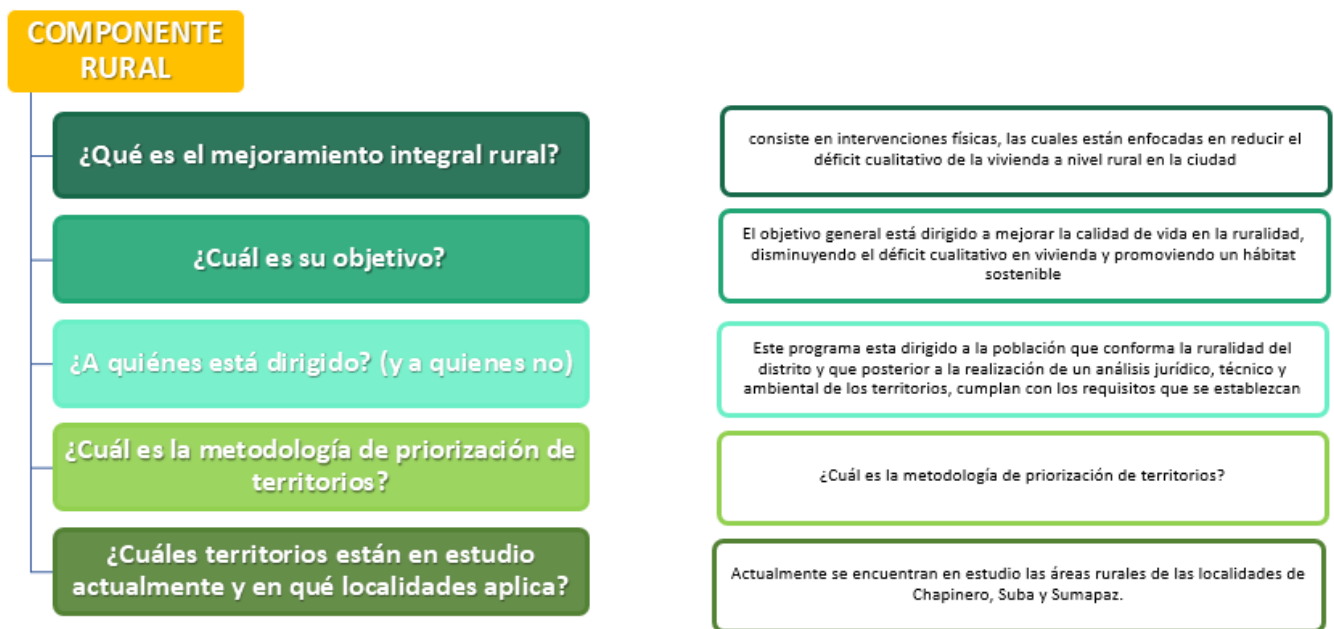 COMPONENTE
RURAL
¿Qué es el mejoramiento integral rural?
consiste en intervenciones físicas, las cuales están enfocadas en reducir el
déficit cualitativo de la vivienda a nivel rural en la ciudad
¿Cuál es su objetivo?
El objetivo general está dirigido a mejorar la calidad de vida en la ruralidad,
disminuyendo el déficit cualitativo en vivienda y promoviendo un hábitat
sostenible
¿A quiénes está dirigido? (y a quienes no)
Este programa esta dirigido a la población que conforma la ruralidad del
distrito y que posterior a la realización de un análisis jurídico, técnico y
ambiental de los territorios, cumplan con los requisitos que se establezcan
¿Cuál es la metodología de priorización de
territorios?
¿Cuál es la metodología de priorización de territorios?
¿Cuáles territorios están en estudio
actualmente y en qué localidades aplica?
Actualmente se encuentran en estudio las áreas rurales de las localidades de
Chapinero, Suba y Sumapaz.